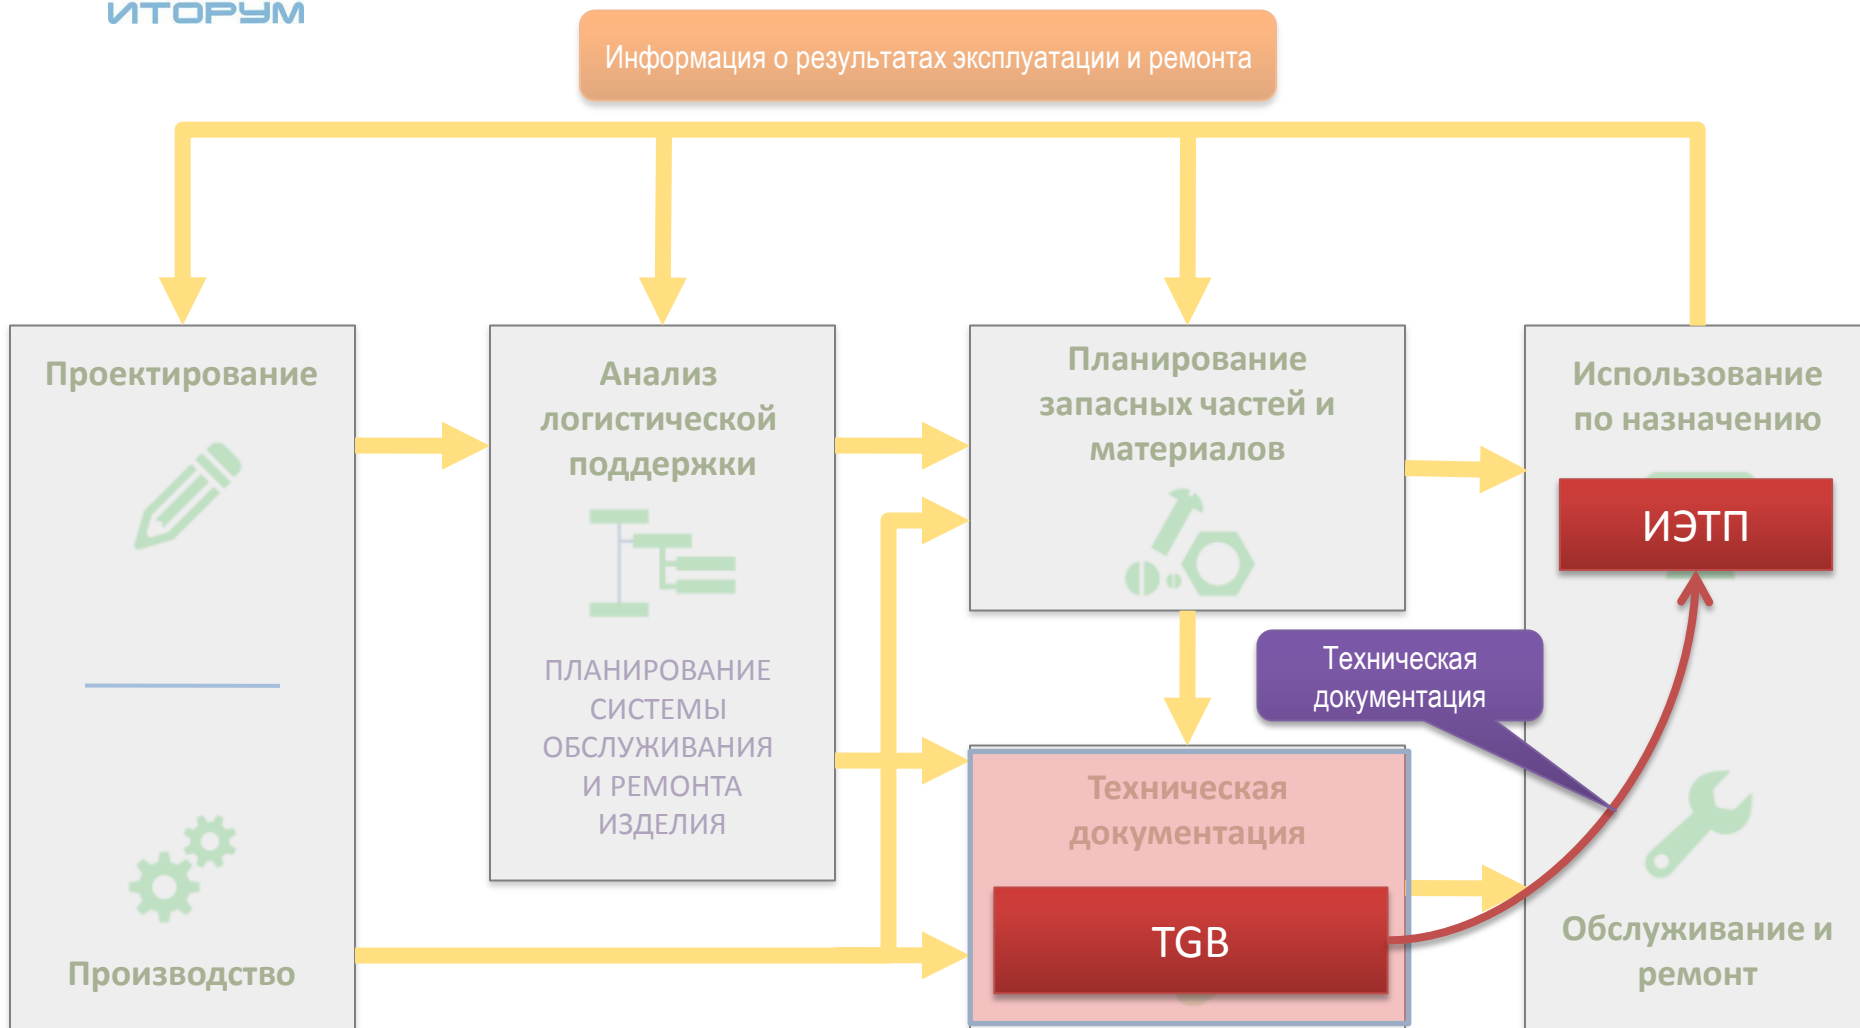 ИТОРУМ
Информация о результатах эксплуатации и ремонта
Проектирование
Производство
Анализ
логистической
поддержки
ПЛАНИРОВАНИЕ
СИСТЕМЫ
ОБСЛУЖИВАНИЯ
И РЕМОНТА
ИЗДЕЛИЯ
Планирование
запасных частей и
материалов
Техническая
документация
TGB
Техническая
документация
Использование
по назначению
ИЭТП
Обслуживание и
ремонт